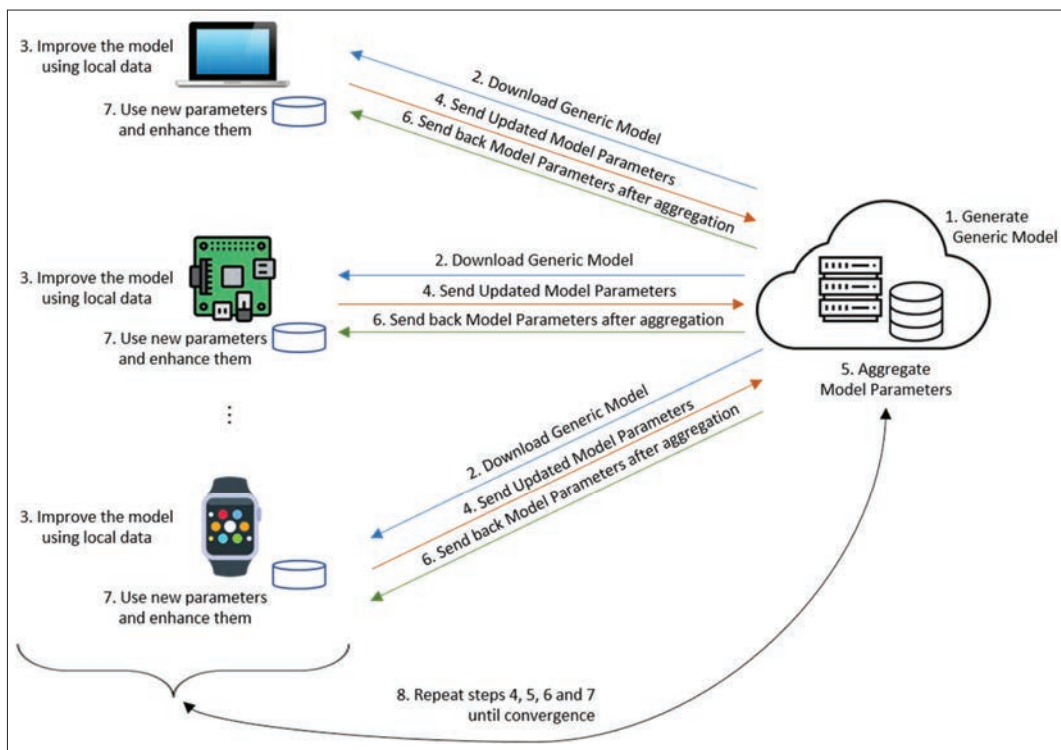 3. Improve the model
using local data
7. Use new parameters
and enhance them
2. Download Generic Model
4. Send Updated Model Parameters
6. Send back Model Parameters after aggregation
1. Generate
Generic Model
3. Improve the model
using local data
7. Use new parameters
and enhance them
2. Download Generic Model
4. Send Updated Model Parameters
6. Send back Model Parameters after aggregation
5. Aggregate
Model Parameters
⋮
3. Improve the model
using local data
7. Use new parameters
and enhance them
2. Download Generic Model
4. Send Updated Model Parameters
6. Send back Model Parameters after aggregation
8. Repeat steps 4, 5, 6 and 7
until convergence